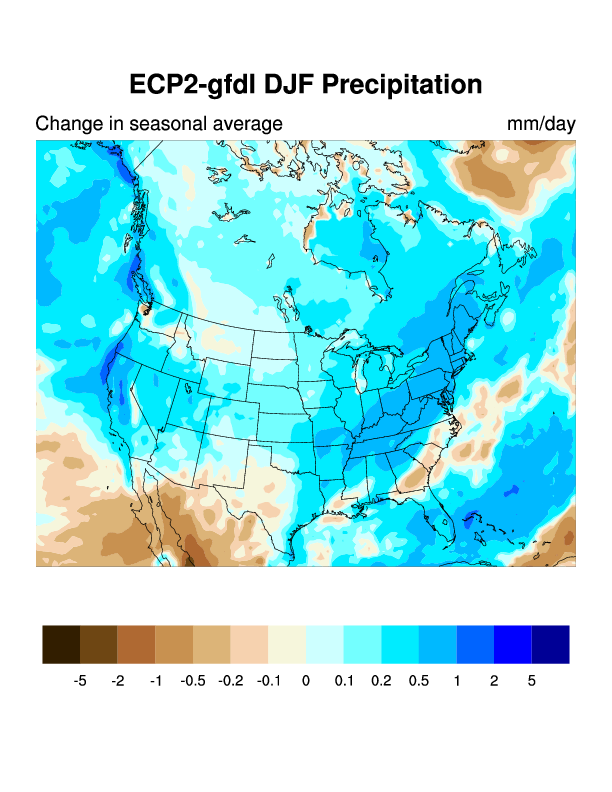 ECP2-gfdl DJF Precipitation
Change in seasonal average mm/day
-5 -2 -1 -0.5 -0.2 -0.1 0 0.1 0.2 0.5 1 2 5